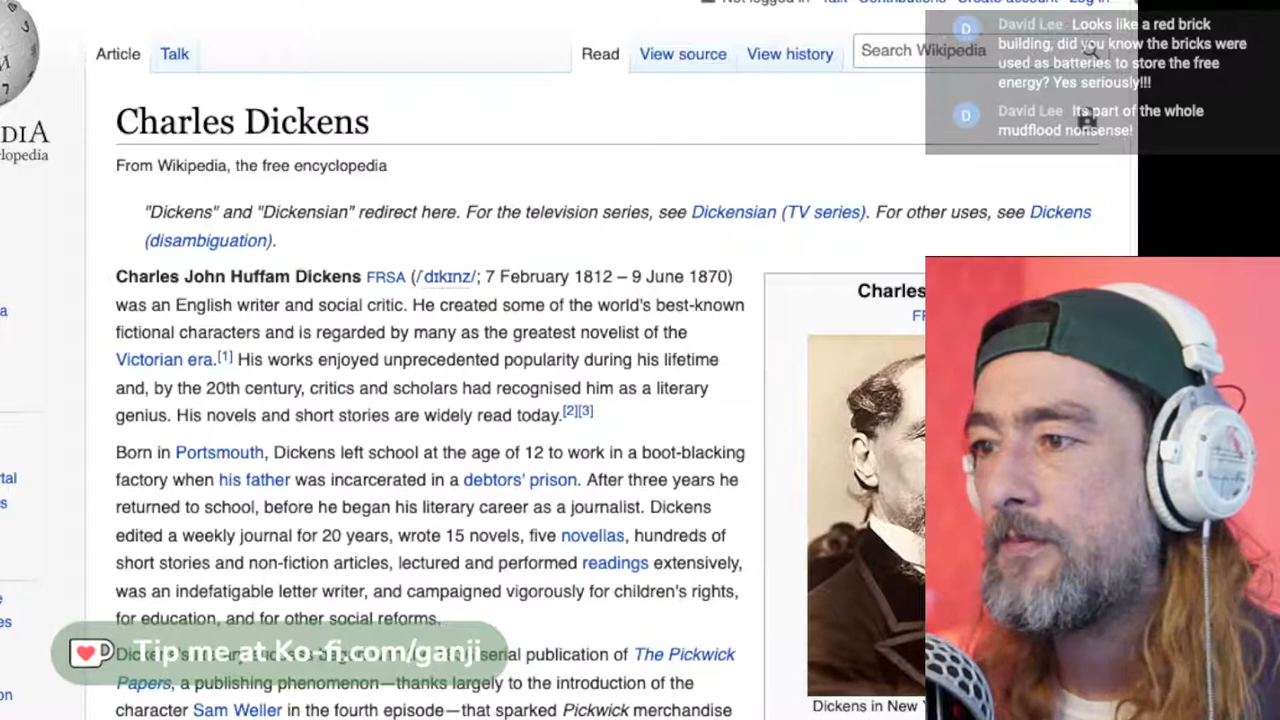 Not logged in Talk Contributions Create account Log in
Article Talk Read View source View history Search Wikipedia
DIA
clopedia
Charles Dickens
From Wikipedia, the free encyclopedia
"Dickens" and "Dickensian" redirect here. For the television series, see Dickensian (TV series). For other uses, see Dickens
(disambiguation).
Charles John Huffam Dickens FRSA (/ˈdɪkɪnz/; 7 February 1812 – 9 June 1870)
was an English writer and social critic. He created some of the world's best-known
fictional characters and is regarded by many as the greatest novelist of the
Victorian era.[1] His works enjoyed unprecedented popularity during his lifetime
and, by the 20th century, critics and scholars had recognised him as a literary
genius. His novels and short stories are widely read today.[2][3]
Born in Portsmouth, Dickens left school at the age of 12 to work in a boot-blacking
factory when his father was incarcerated in a debtors' prison. After three years he
returned to school, before he began his literary career as a journalist. Dickens
edited a weekly journal for 20 years, wrote 15 novels, five novellas, hundreds of
short stories and non-fiction articles, lectured and performed readings extensively,
was an indefatigable letter writer, and campaigned vigorously for children's rights,
for education, and for other social reforms.
serial publication of The Pickwick
Papers, a publishing phenomenon—thanks largely to the introduction of the
character Sam Weller in the fourth episode—that sparked Pickwick merchandise
Charles
Dickens in New
D David Lee Looks like a red brick
building, did you know the bricks were
used as batteries to store the free
energy? Yes seriously!!!
D David Lee Its part of the whole
mudflood nonsense!
Tip me at Ko-fi.com/ganji